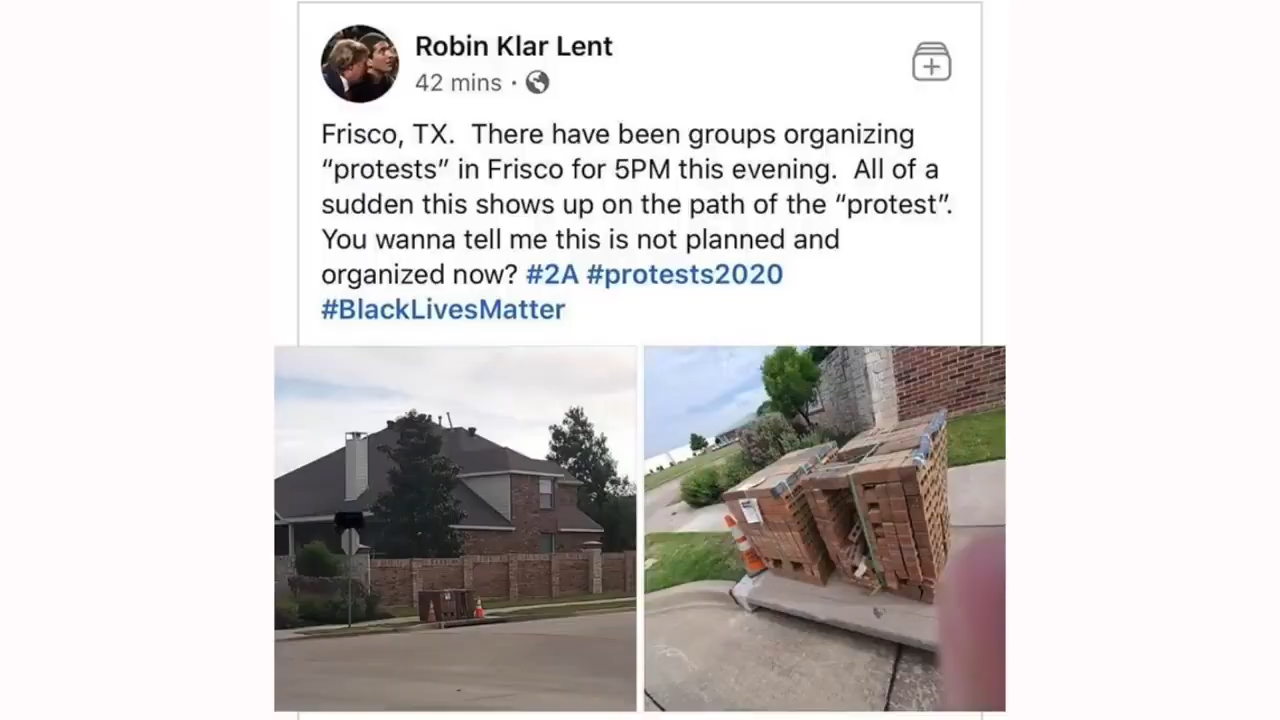 Robin Klar Lent
42 mins ·
Frisco, TX.  There have been groups organizing
“protests” in Frisco for 5PM this evening.  All of a
sudden this shows up on the path of the “protest”.
You wanna tell me this is not planned and
organized now? #2A #protests2020
#BlackLivesMatter